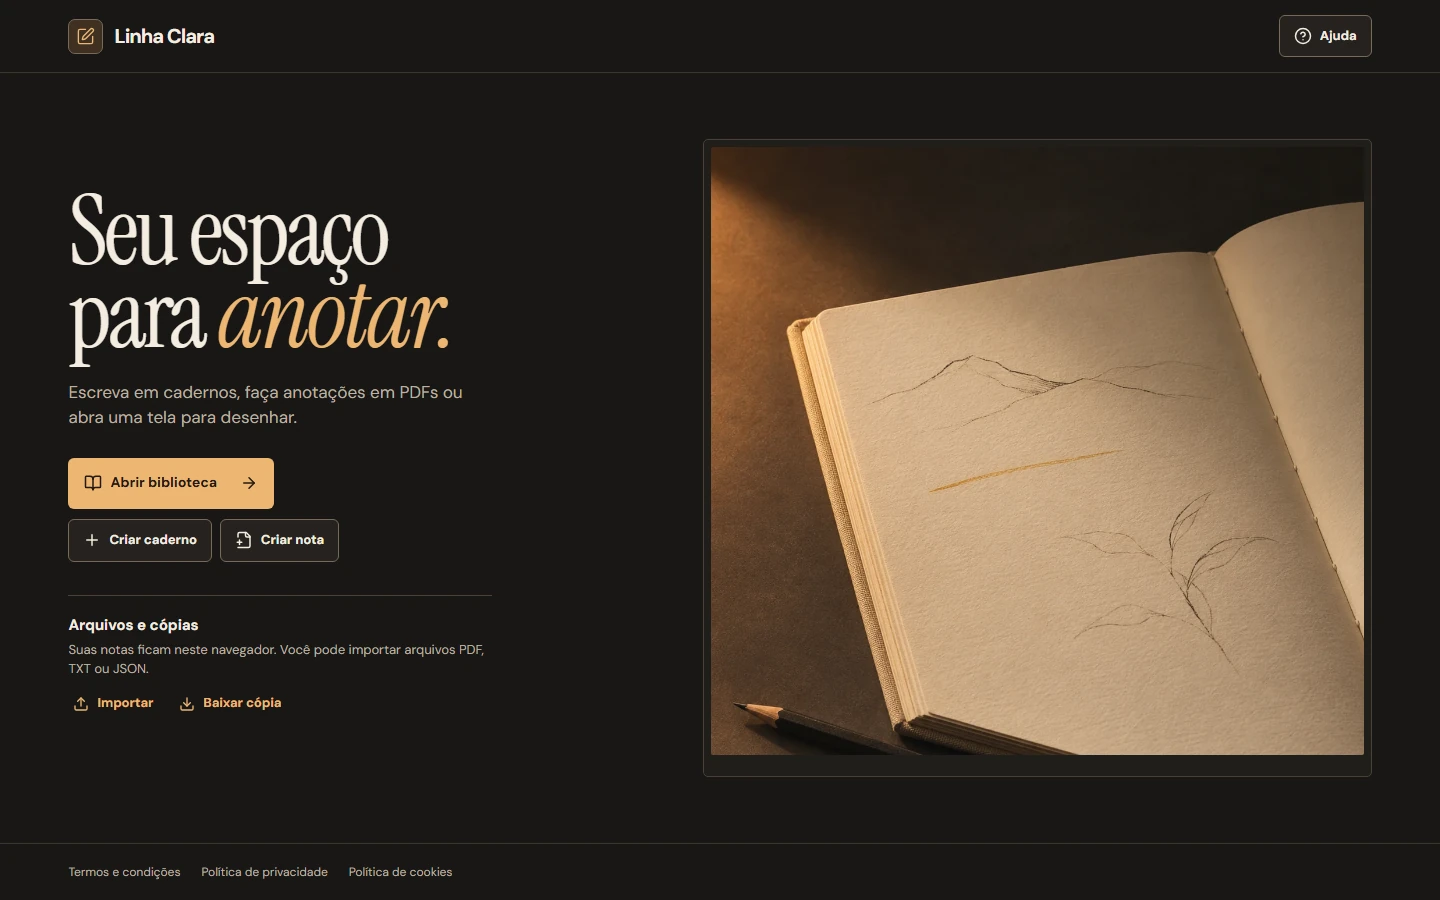 Linha Clara
Ajuda
Seu espaço
para anotar.
Escreva em cadernos, faça anotações em PDFs ou
abra uma tela para desenhar.
Abrir biblioteca
Criar caderno
Criar nota
Arquivos e cópias
Suas notas ficam neste navegador. Você pode importar arquivos PDF,
TXT ou JSON.
Importar
Baixar cópia
Termos e condições
Política de privacidade
Política de cookies